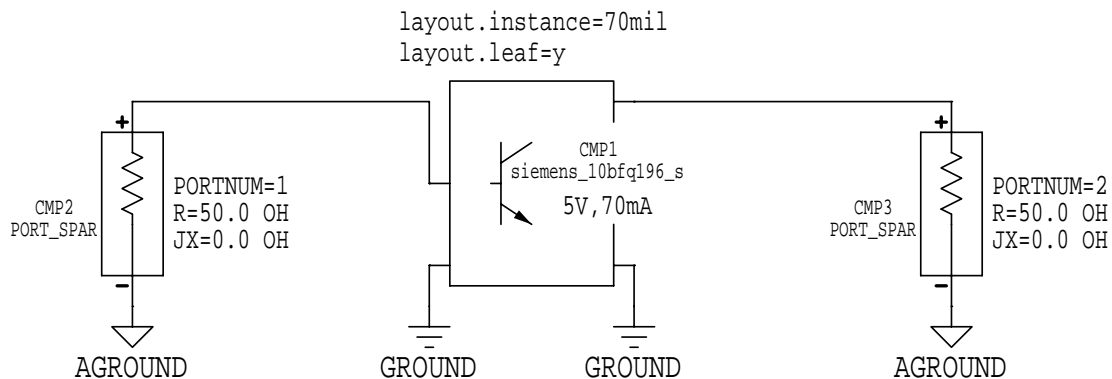 layout.instance=70mil
layout.leaf=y
+
CMP2
PORT_SPAR
PORTNUM=1
R=50.0 OH
JX=0.0 OH
-
AGROUND
CMP1
siemens_10bfq196_s
5V,70mA
GROUND
GROUND
+
CMP3
PORT_SPAR
PORTNUM=2
R=50.0 OH
JX=0.0 OH
-
AGROUND